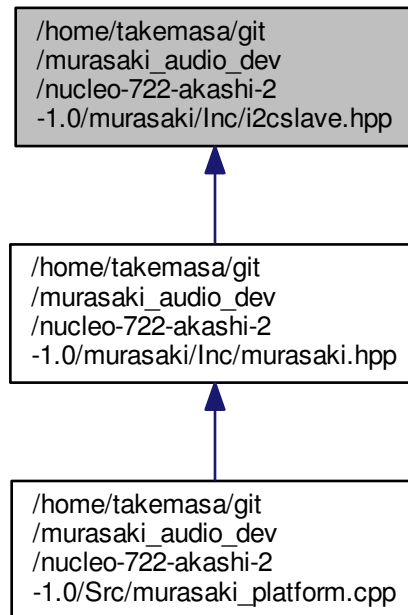 /home/takemasa/git
/murasaki_audio_dev
/nucleo-722-akashi-2
-1.0/murasaki/Inc/i2cslave.hpp
/home/takemasa/git
/murasaki_audio_dev
/nucleo-722-akashi-2
-1.0/murasaki/Inc/murasaki.hpp
/home/takemasa/git
/murasaki_audio_dev
/nucleo-722-akashi-2
-1.0/Src/murasaki_platform.cpp